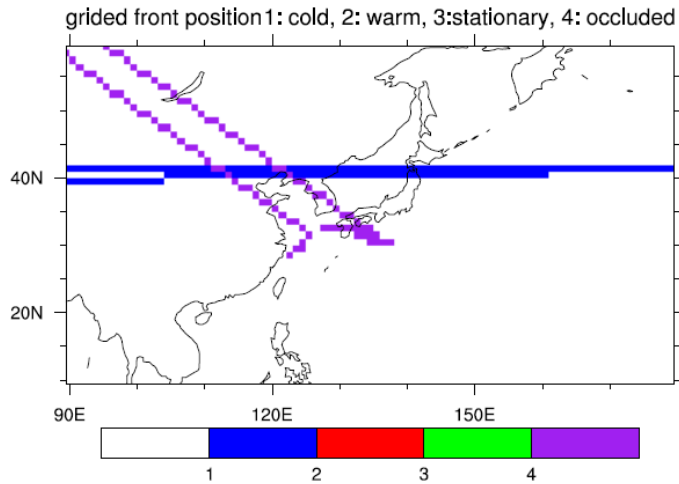 grided front position1: cold, 2: warm, 3:stationary, 4: occluded
40N
20N
90E 120E 150E
1 2 3 4